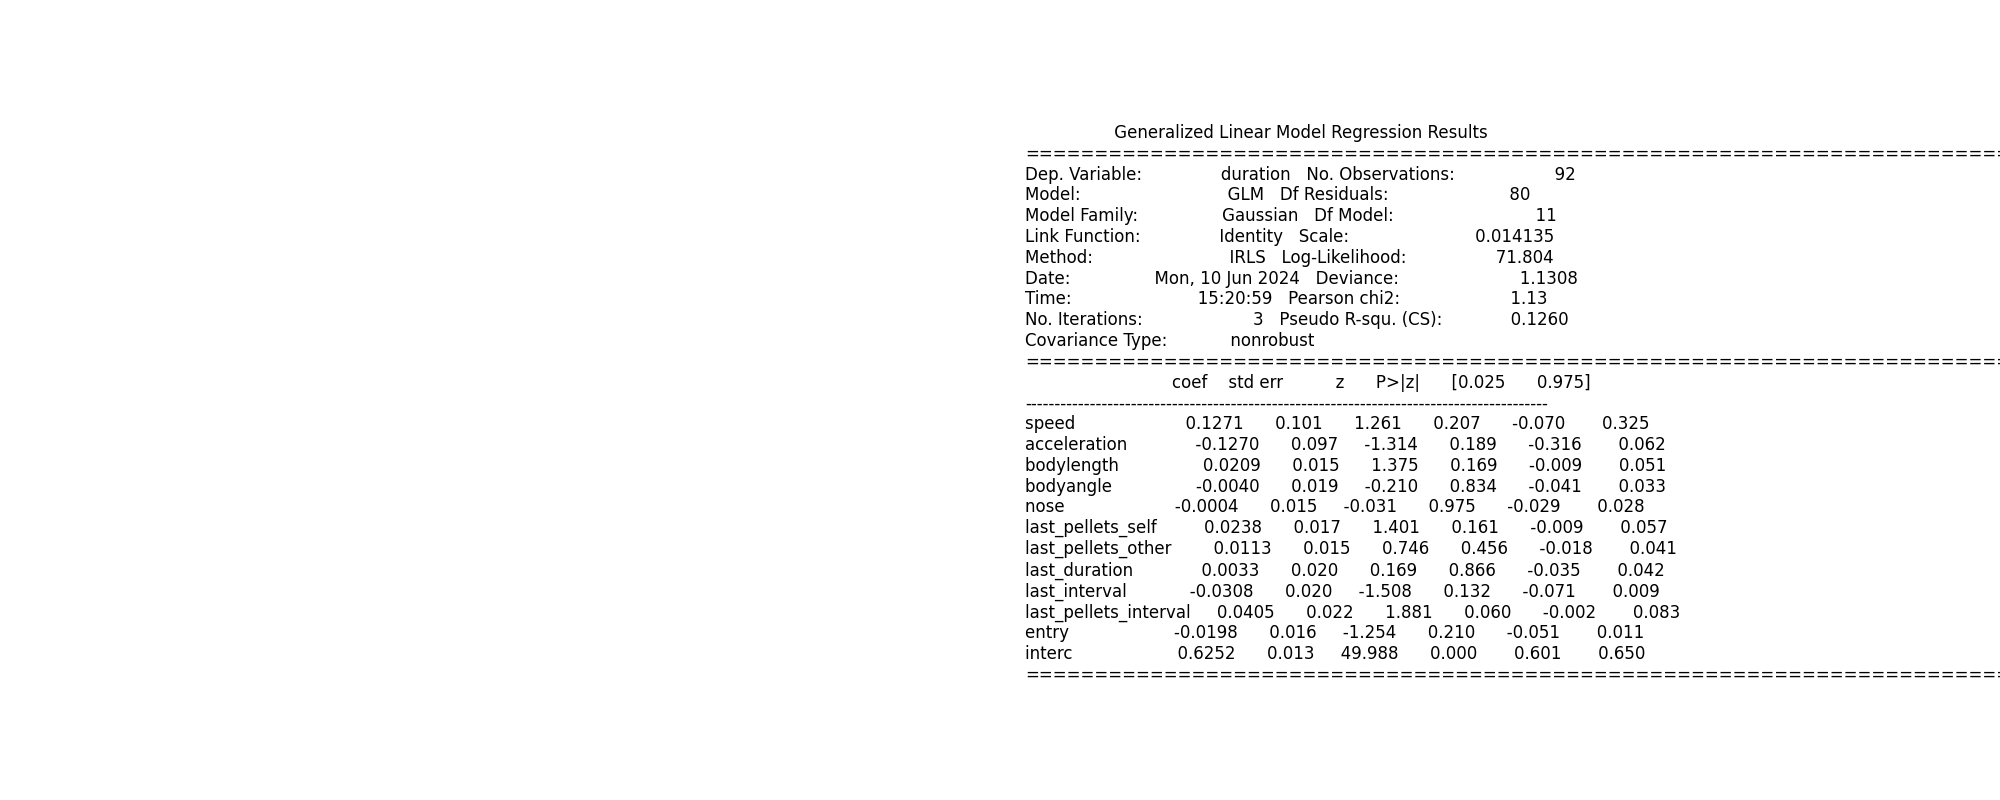 Generalized Linear Model Regression Results
==============================================================================
Dep. Variable: duration No. Observations: 92
Model: GLM Df Residuals: 80
Model Family: Gaussian Df Model: 11
Link Function: Identity Scale: 0.014135
Method: IRLS Log-Likelihood: 71.804
Date: Mon, 10 Jun 2024 Deviance: 1.1308
Time: 15:20:59 Pearson chi2: 1.13
No. Iterations: 3 Pseudo R-squ. (CS): 0.1260
Covariance Type: nonrobust
==============================================================================
coef std err z P>|z| [0.025 0.975]
------------------------------------------------------------------------------------------
speed 0.1271 0.101 1.261 0.207 -0.070 0.325
acceleration -0.1270 0.097 -1.314 0.189 -0.316 0.062
bodylength 0.0209 0.015 1.375 0.169 -0.009 0.051
bodyangle -0.0040 0.019 -0.210 0.834 -0.041 0.033
nose -0.0004 0.015 -0.031 0.975 -0.029 0.028
last_pellets_self 0.0238 0.017 1.401 0.161 -0.009 0.057
last_pellets_other 0.0113 0.015 0.746 0.456 -0.018 0.041
last_duration 0.0033 0.020 0.169 0.866 -0.035 0.042
last_interval -0.0308 0.020 -1.508 0.132 -0.071 0.009
last_pellets_interval 0.0405 0.022 1.881 0.060 -0.002 0.083
entry -0.0198 0.016 -1.254 0.210 -0.051 0.011
interc 0.6252 0.013 49.988 0.000 0.601 0.650
==============================================================================